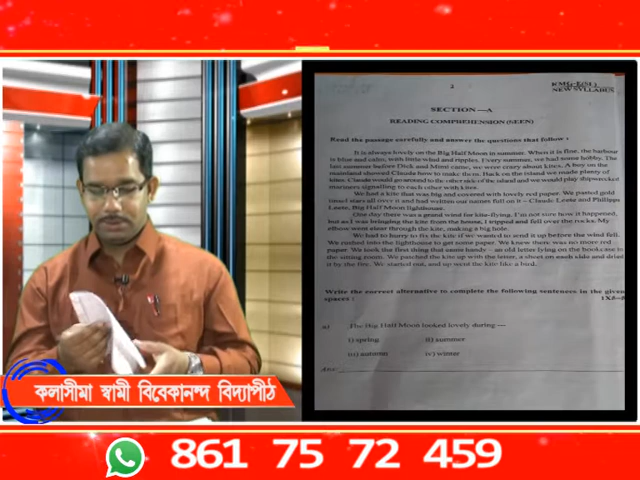 2
NEW SYLLABUS
SECTION—A
READING COMPREHENSION (SEEN)
Read the passage carefully and answer the questions that follow :
It is always lovely on the Big Half Moon in summer. When it is fine, the harbour
is blue and calm, with little wind and ripples. Every summer, we had some hobby. The
last summer before Dick and Mimi came, we were crazy about kites. A boy on the
mainland showed Claude how to make them. Back on the island we made plenty of
kites. Claude would go around to the other side of the island and we would play shipwrecked
mariners signalling to each other with kites.
We had a kite that was big and covered with lovely red paper. We pasted gold
tinsel stars all over it and had written our names full on it – Claude Leete and Philippa
Leete, Big Half Moon lighthouse.
One day there was a grand wind for kite-flying. I'm not sure how it happened,
but as I was bringing the kite from the house, I tripped and fell over the rocks. My
elbow went clear through the kite, making a big hole.
We had to hurry to fix the kite if we wanted to send it up before the wind fell.
We rushed into the lighthouse to get some paper. We knew there was no more red
paper. We took the first thing that came handy – an old letter lying on the bookcase in
the sitting room. We patched the kite up with the letter, a sheet on each side and dried
it by the fire. We started out, and up went the kite like a bird.
Write the correct alternative to complete the following sentences in the given
spaces :
1X5=5
a) The Big Half Moon looked lovely during —
i) spring ii) summer
iii) autumn iv) winter
Ans:
কলাসীমা স্বামী বিবেকানন্দ বিদ্যাপীঠ
861 75 72 459